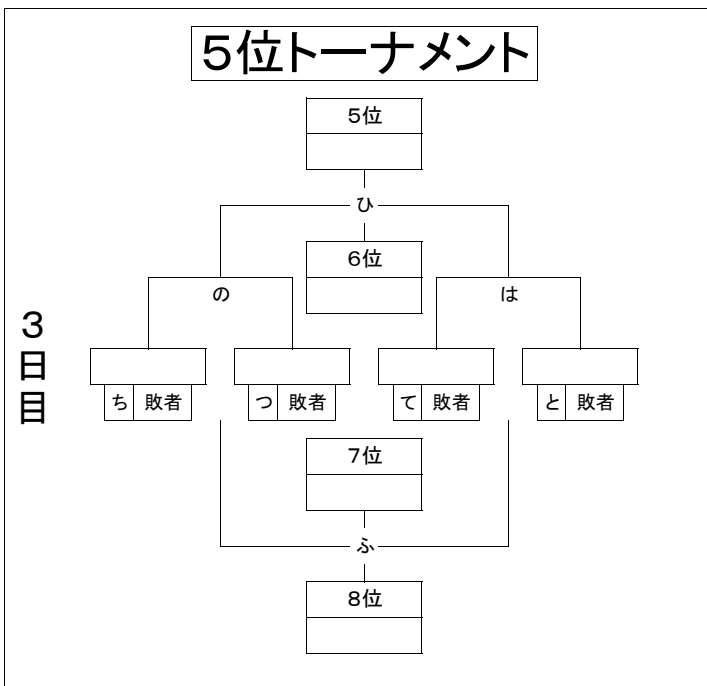 5位トーナメント
5位
ひ
6位
の
は
3日目
ち 敗者 つ 敗者 て 敗者 と 敗者
7位
ふ
8位